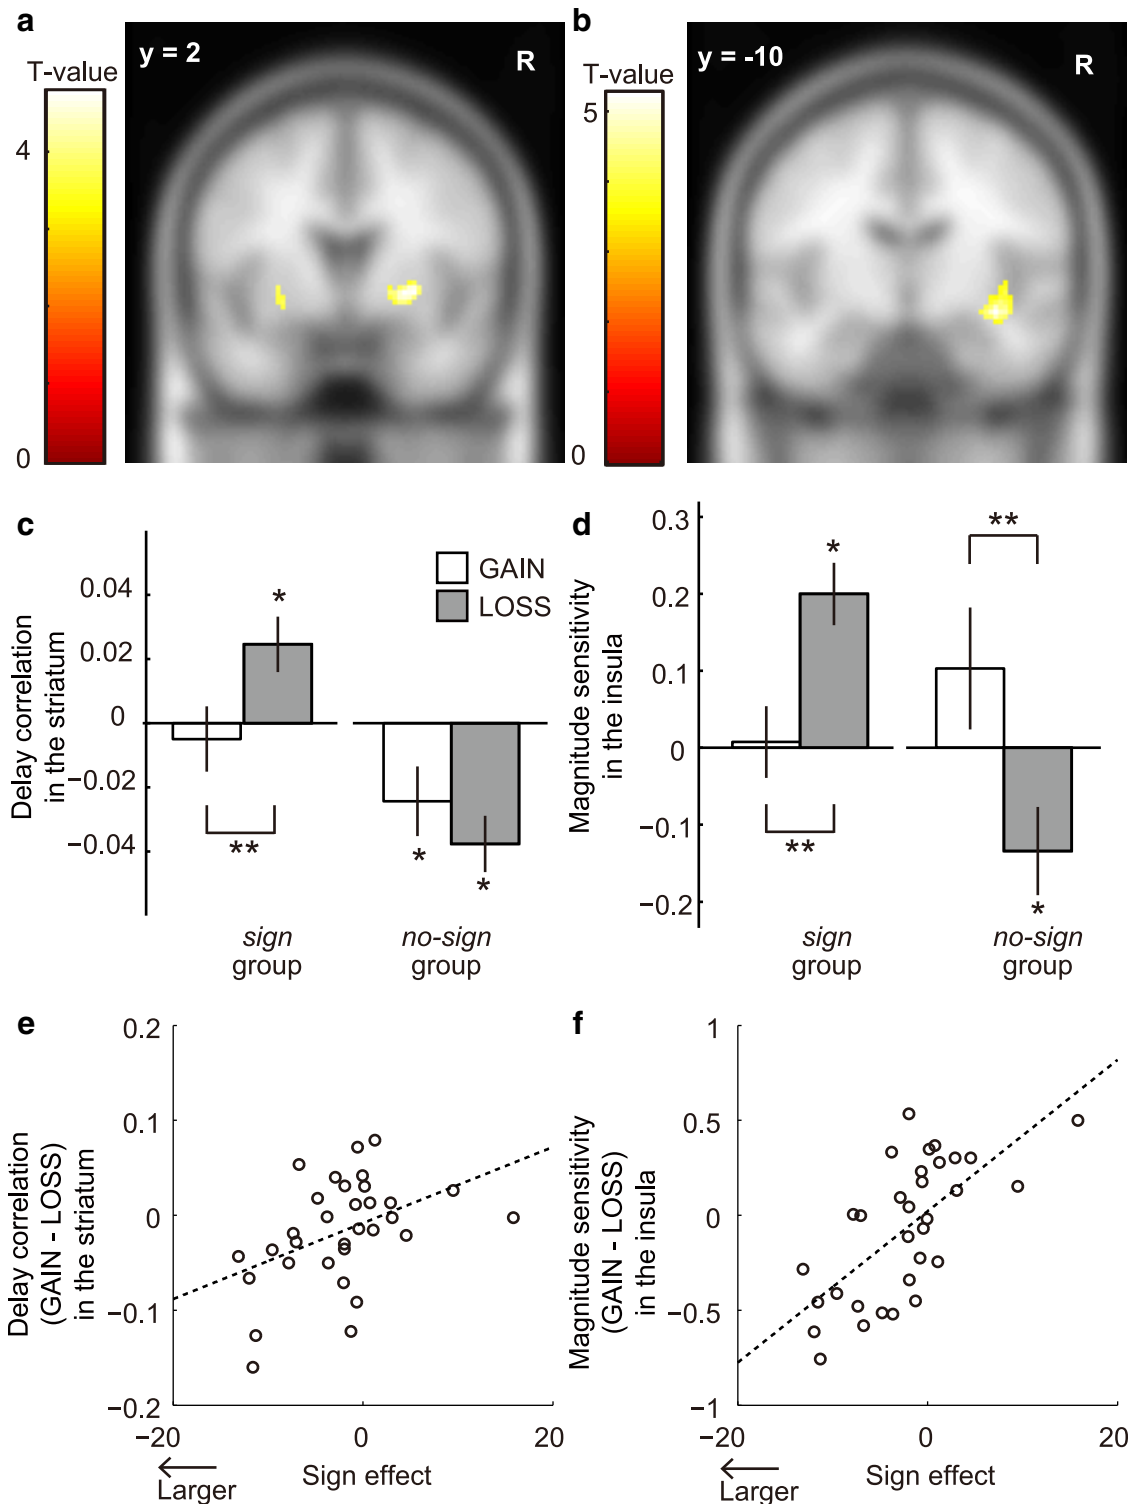 a
y = 2
R
T-value
4
0
b
y = -10
R
T-value
5
0
c
GAIN
LOSS
0.04
0.02
0
−0.02
−0.04
Delay correlation
in the striatum
*
**
*
*
sign
group
no-sign
group
d
0.3
0.2
0.1
0
−0.1
−0.2
Magnitude sensitivity
in the insula
*
**
**
*
sign
group
no-sign
group
e
0.2
0.1
0
−0.1
−0.2
Delay correlation
(GAIN - LOSS)
in the striatum
−20
0
20
Sign effect
Larger
f
1
0.5
0
−0.5
−1
Magnitude sensitivity
(GAIN - LOSS)
in the insula
−20
0
20
Sign effect
Larger